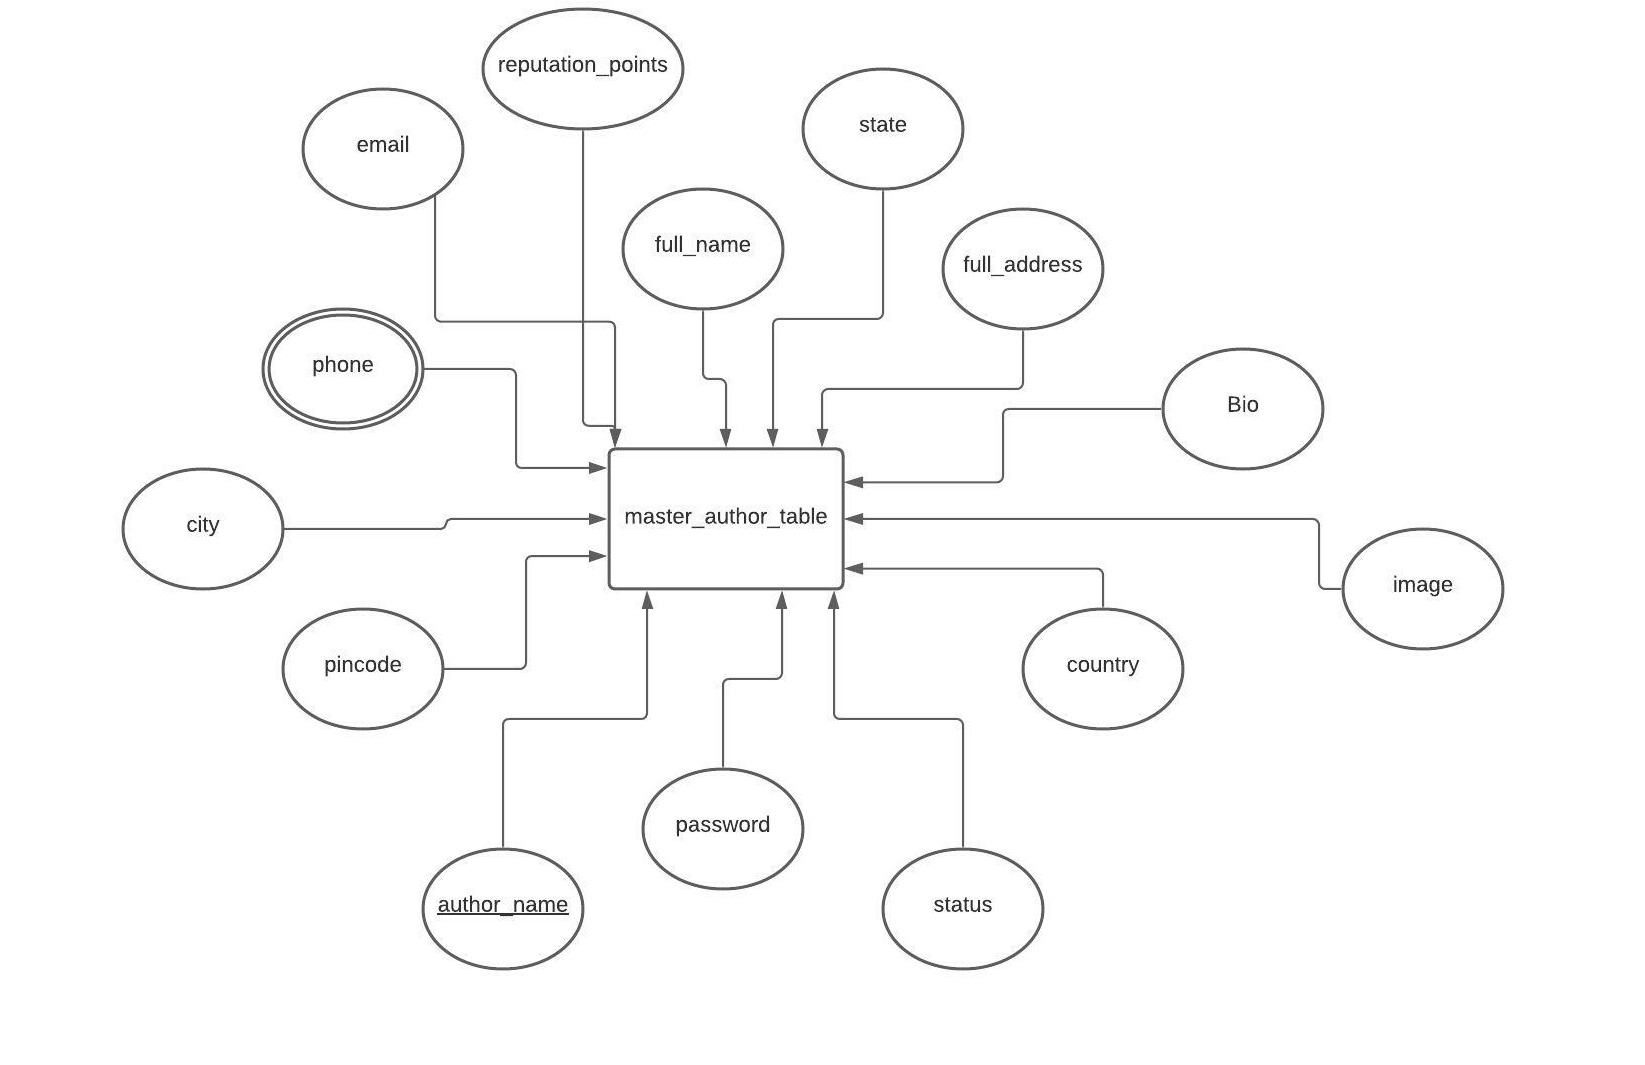 reputation_points
state
email
full_name
full_address
phone
Bio
master_author_table
city
image
pincode
country
password
author_name
status